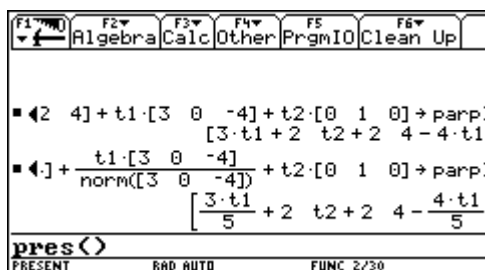 F1 F2 F3 F4 F5 F6
Algebra Calc Other PrgmIO Clean Up
2 4] + t1·[3 0 -4] + t2·[0 1 0] → parp
[3·t1 + 2 t2 + 2 4 - 4·t1
.] + t1·[3 0 -4] / norm([3 0 -4]) + t2·[0 1 0] → parp
[3·t1 / 5 + 2 t2 + 2 4 - 4·t1 / 5
pres()
PRESENT RAD AUTO FUNC 2/30